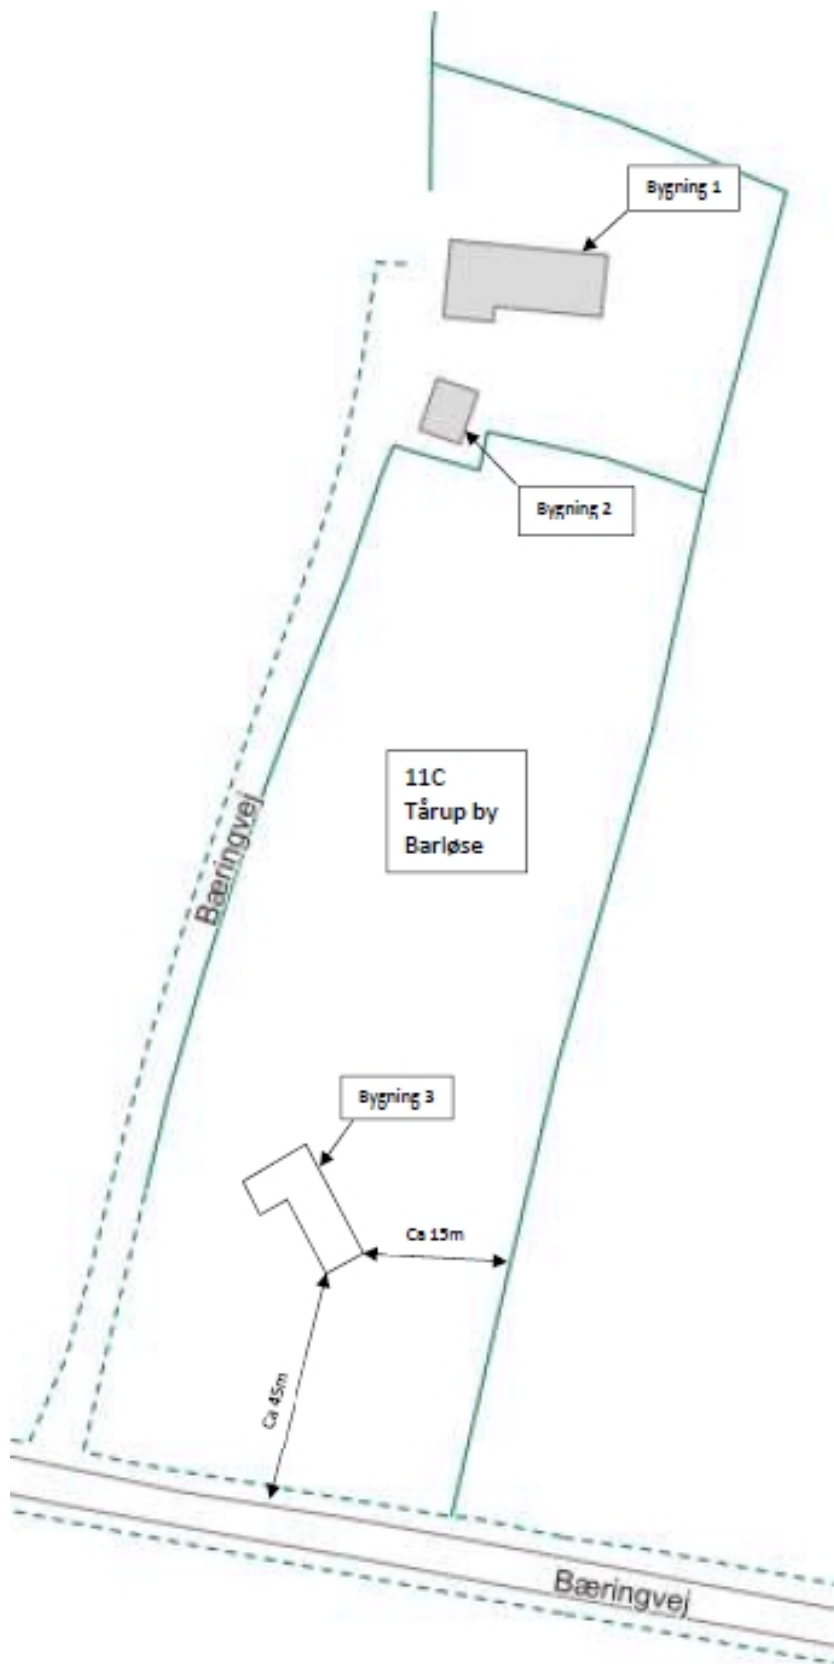 Bygning 1
Bygning 2
11C
Tårup by
Barløse
Bæringvej
Bygning 3
Ca 15m
Ca 45m
Bæringvej